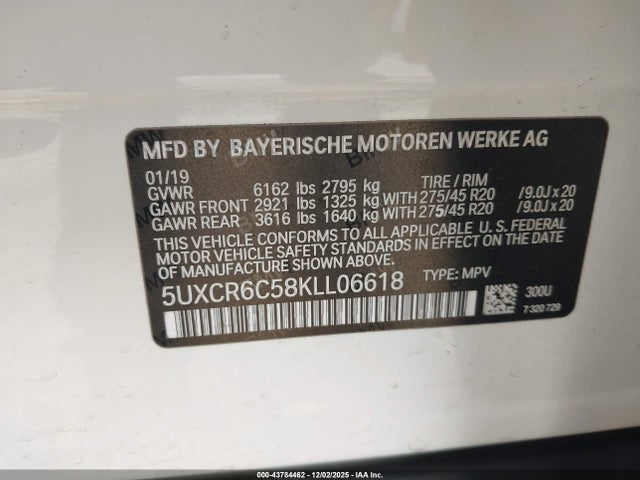 MFD BY BAYERISCHE MOTOREN WERKE AG
01/19
GVWR 6162 lbs 2795 kg TIRE / RIM
GAWR FRONT 2921 lbs 1325 kg WITH 275/45 R20 /9.0J x 20
GAWR REAR 3616 lbs 1640 kg WITH 275/45 R20 /9.0J x 20
THIS VEHICLE CONFORMS TO ALL APPLICABLE U. S. FEDERAL
MOTOR VEHICLE SAFETY STANDARDS IN EFFECT ON THE
DATE OF MANUFACTURE SHOWN ABOVE.
5UXCR6C58KLL06618 TYPE: MPV
300U
7 320 729
000-43784462 - 12/02/2025 - IAA Inc.